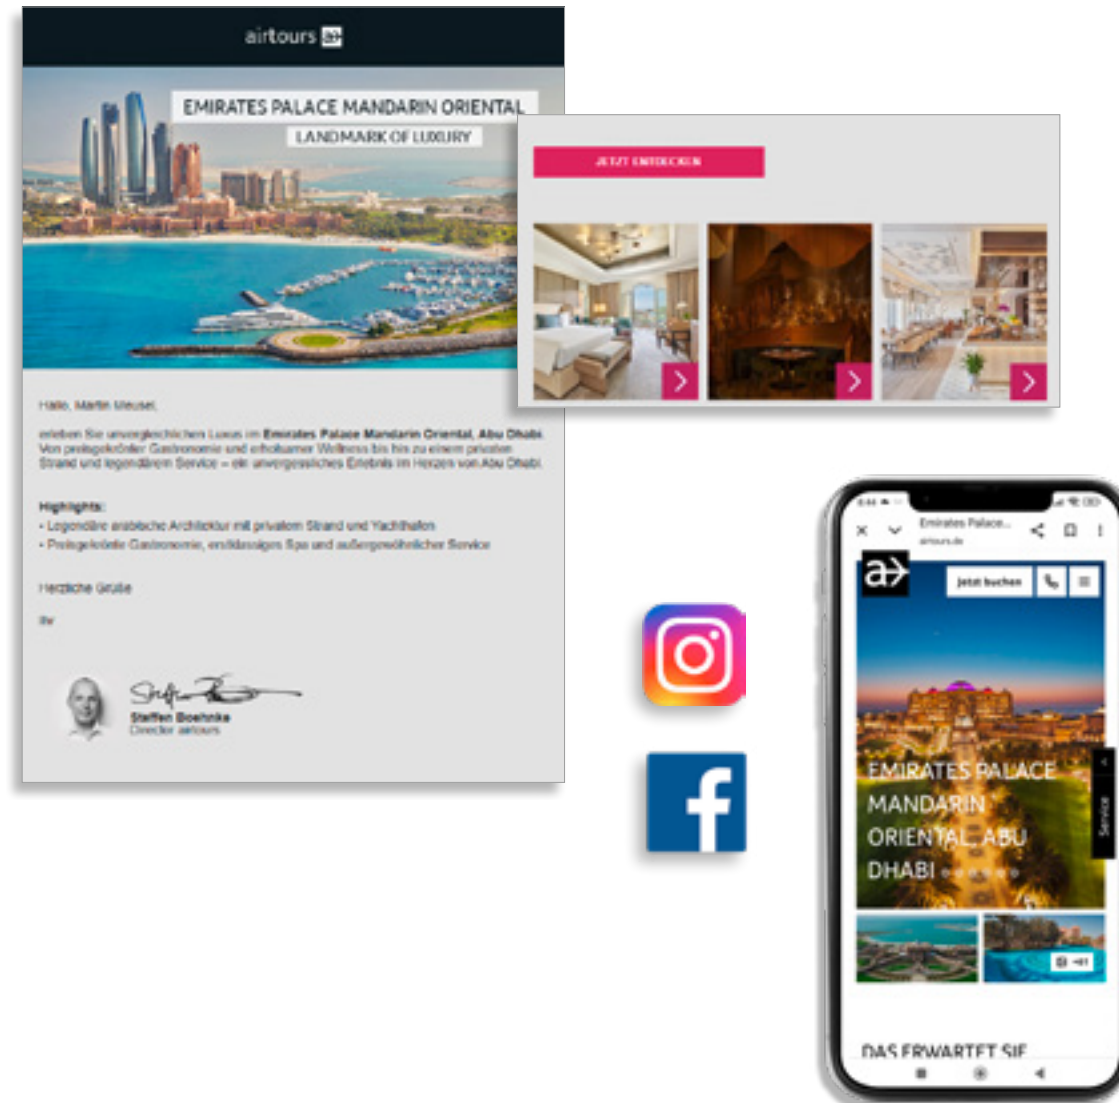 airtours
EMIRATES PALACE MANDARIN ORIENTAL
LANDMARK OF LUXURY
JETZT ENTDECKEN
Hallo, Martin Meusel,
erleben Sie unvergleichlichen Luxus im Emirates Palace Mandarin Oriental, Abu Dhabi.
Von preisgekrönter Gastronomie und erholsamer Wellness bis hin zu einem privaten
Strand und legendärem Service – ein unvergessliches Erlebnis im Herzen von Abu Dhabi.
Highlights:
• Legendäre arabische Architektur mit privatem Strand und Yachthafen
• Preisgekrönte Gastronomie, erstklassiges Spa und außergewöhnlicher Service
Herzliche Grüße
Ihr
Steffen Boehnke
Director airtours
Emirates Palace...
airtours.de
a
Jetzt buchen
EMIRATES PALACE
MANDARIN
ORIENTAL, ABU
DHABI
Service
DAS ERWARTET SIE